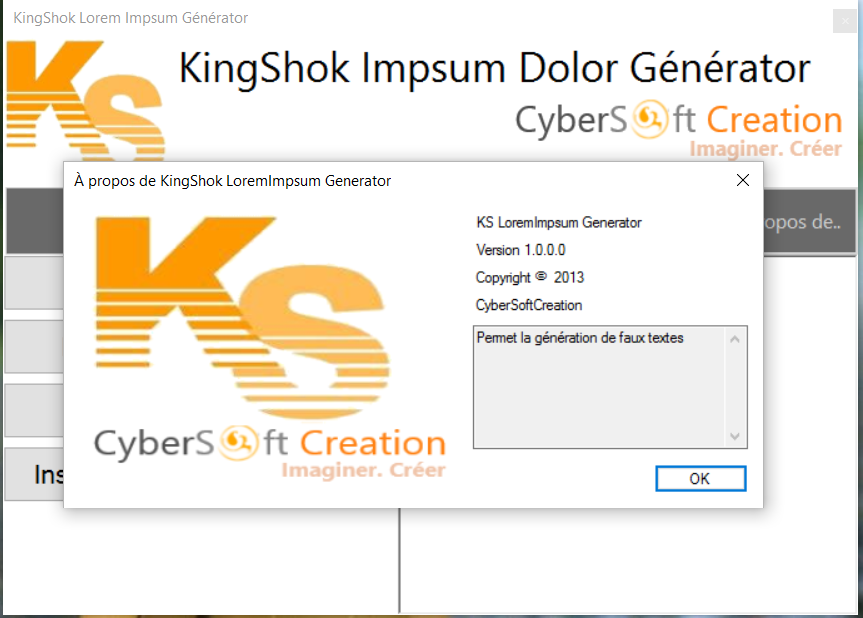 KingShok Lorem Impsum Générator
KS
KingShok Impsum Dolor Générator
CyberSoft Creation
Imaginer. Créer
À propos de KingShok LoremImpsum Generator
opos de..
KS
CyberSoft Creation
Imaginer. Créer
KS LoremImpsum Generator
Version 1.0.0.0
Copyright © 2013
CyberSoftCreation
Permet la génération de faux textes
OK
Ins